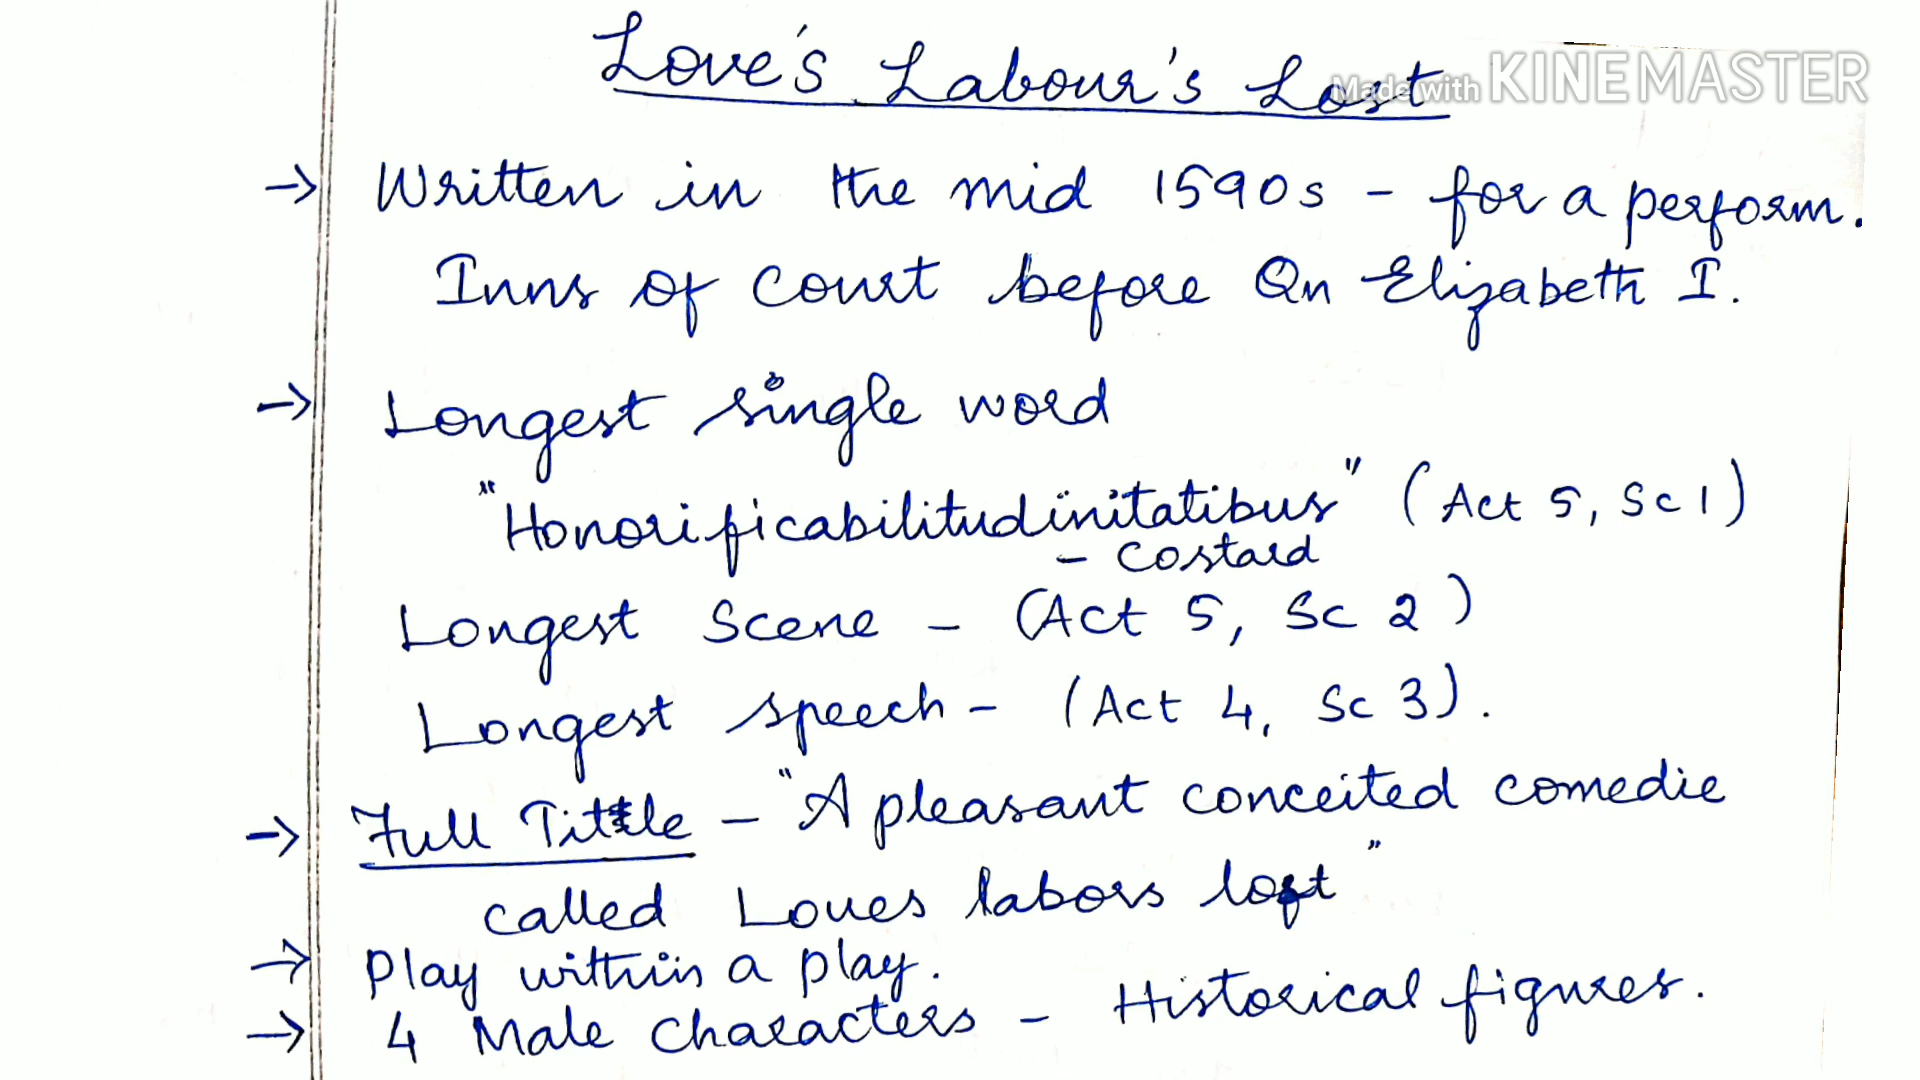 Love's Labour's Lost
Made with KINEMASTER
→ Written in the mid 1590s - for a perform.
Inns of Court before Qn Elizabeth I.
→ Longest single word
"Honorificabilitudinitatibus" (Act 5, Sc 1)
- Costard
Longest Scene - (Act 5, Sc 2)
Longest speech - (Act 4, Sc 3).
→ Full Tittle - "A pleasant conceited comedie
called Loues labors lost"
→ Play within a play.
→ 4 Male Characters - Historical figures.